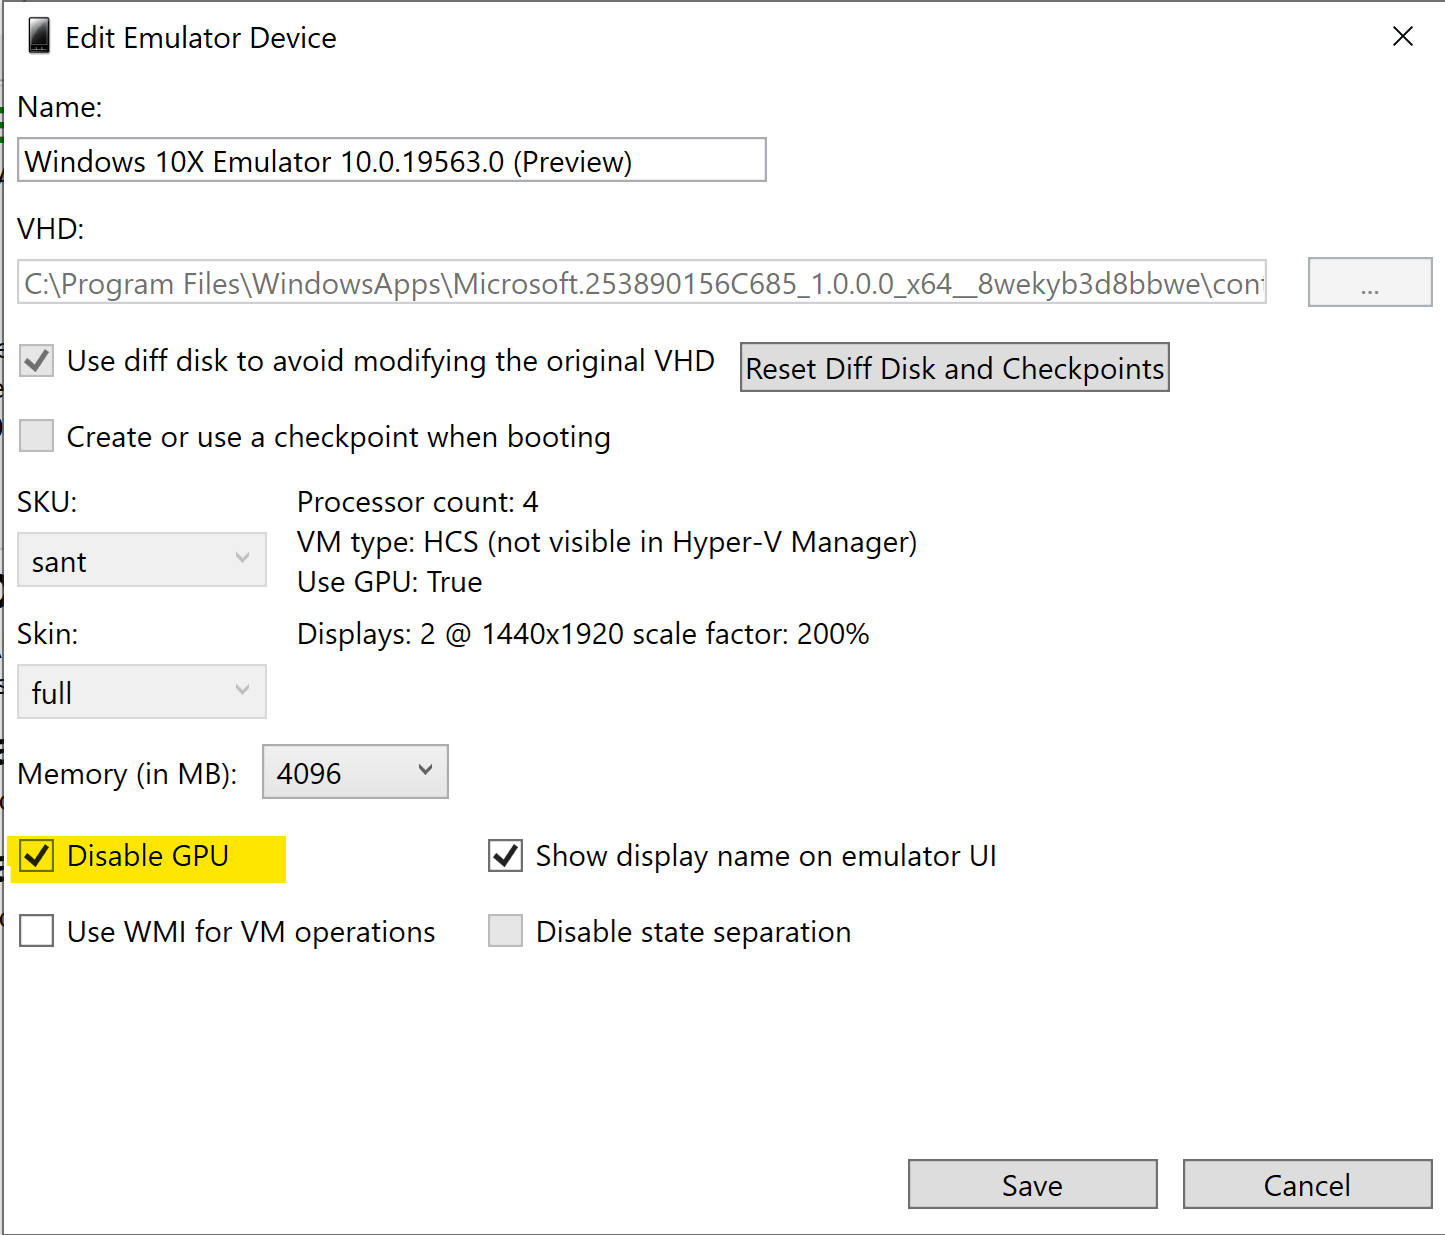 Edit Emulator Device
Name:
Windows 10X Emulator 10.0.19563.0 (Preview)
VHD:
C:\Program Files\WindowsApps\Microsoft.253890156C685_1.0.0.0_x64__8wekyb3d8bbwe\con
...
Use diff disk to avoid modifying the original VHD
Reset Diff Disk and Checkpoints
Create or use a checkpoint when booting
SKU:
sant
Processor count: 4
VM type: HCS (not visible in Hyper-V Manager)
Use GPU: True
Skin:
full
Displays: 2 @ 1440x1920 scale factor: 200%
Memory (in MB):
4096
Disable GPU
Show display name on emulator UI
Use WMI for VM operations
Disable state separation
Save
Cancel